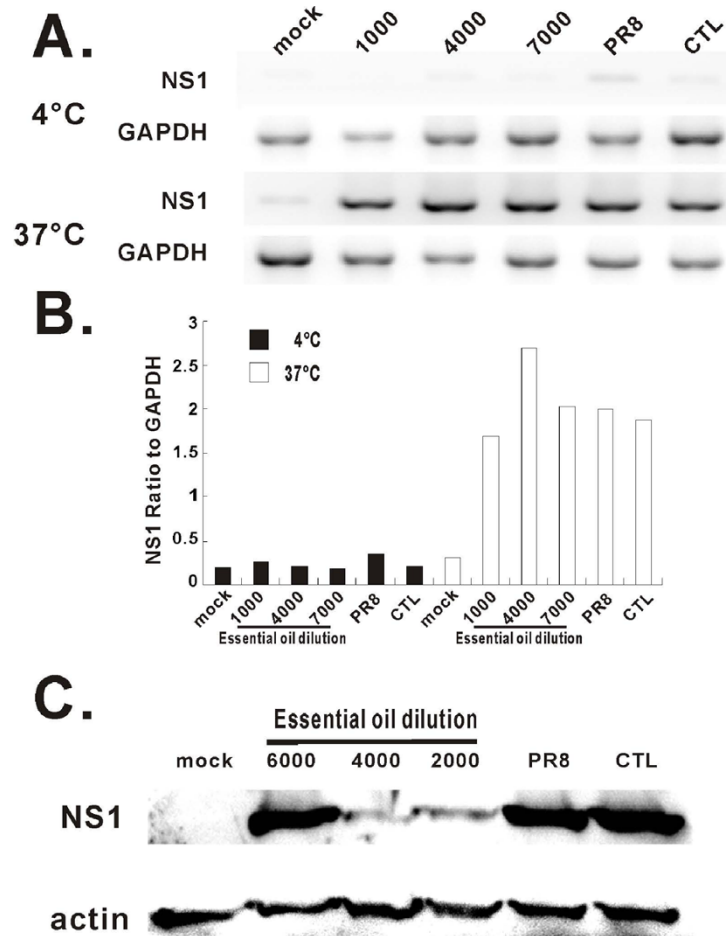 A.
mock 1000 4000 7000 PR8 CTL
NS1
4°C
GAPDH
NS1
37°C
GAPDH
B.
3
2.5
2
1.5
1
0.5
0
NS1 Ratio to GAPDH
4°C
37°C
mock 1000 4000 7000 PR8 CTL mock 1000 4000 7000 PR8 CTL
Essential oil dilution Essential oil dilution
C.
Essential oil dilution
mock 6000 4000 2000 PR8 CTL
NS1
actin